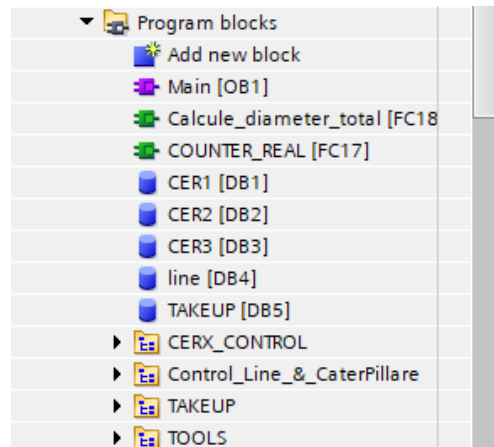 Program blocks
Add new block
Main [OB1]
Calcule_diameter_total [FC18
COUNTER_REAL [FC17]
CER1 [DB1]
CER2 [DB2]
CER3 [DB3]
line [DB4]
TAKEUP [DB5]
CERX_CONTROL
Control_Line_&_CaterPillare
TAKEUP
TOOLS